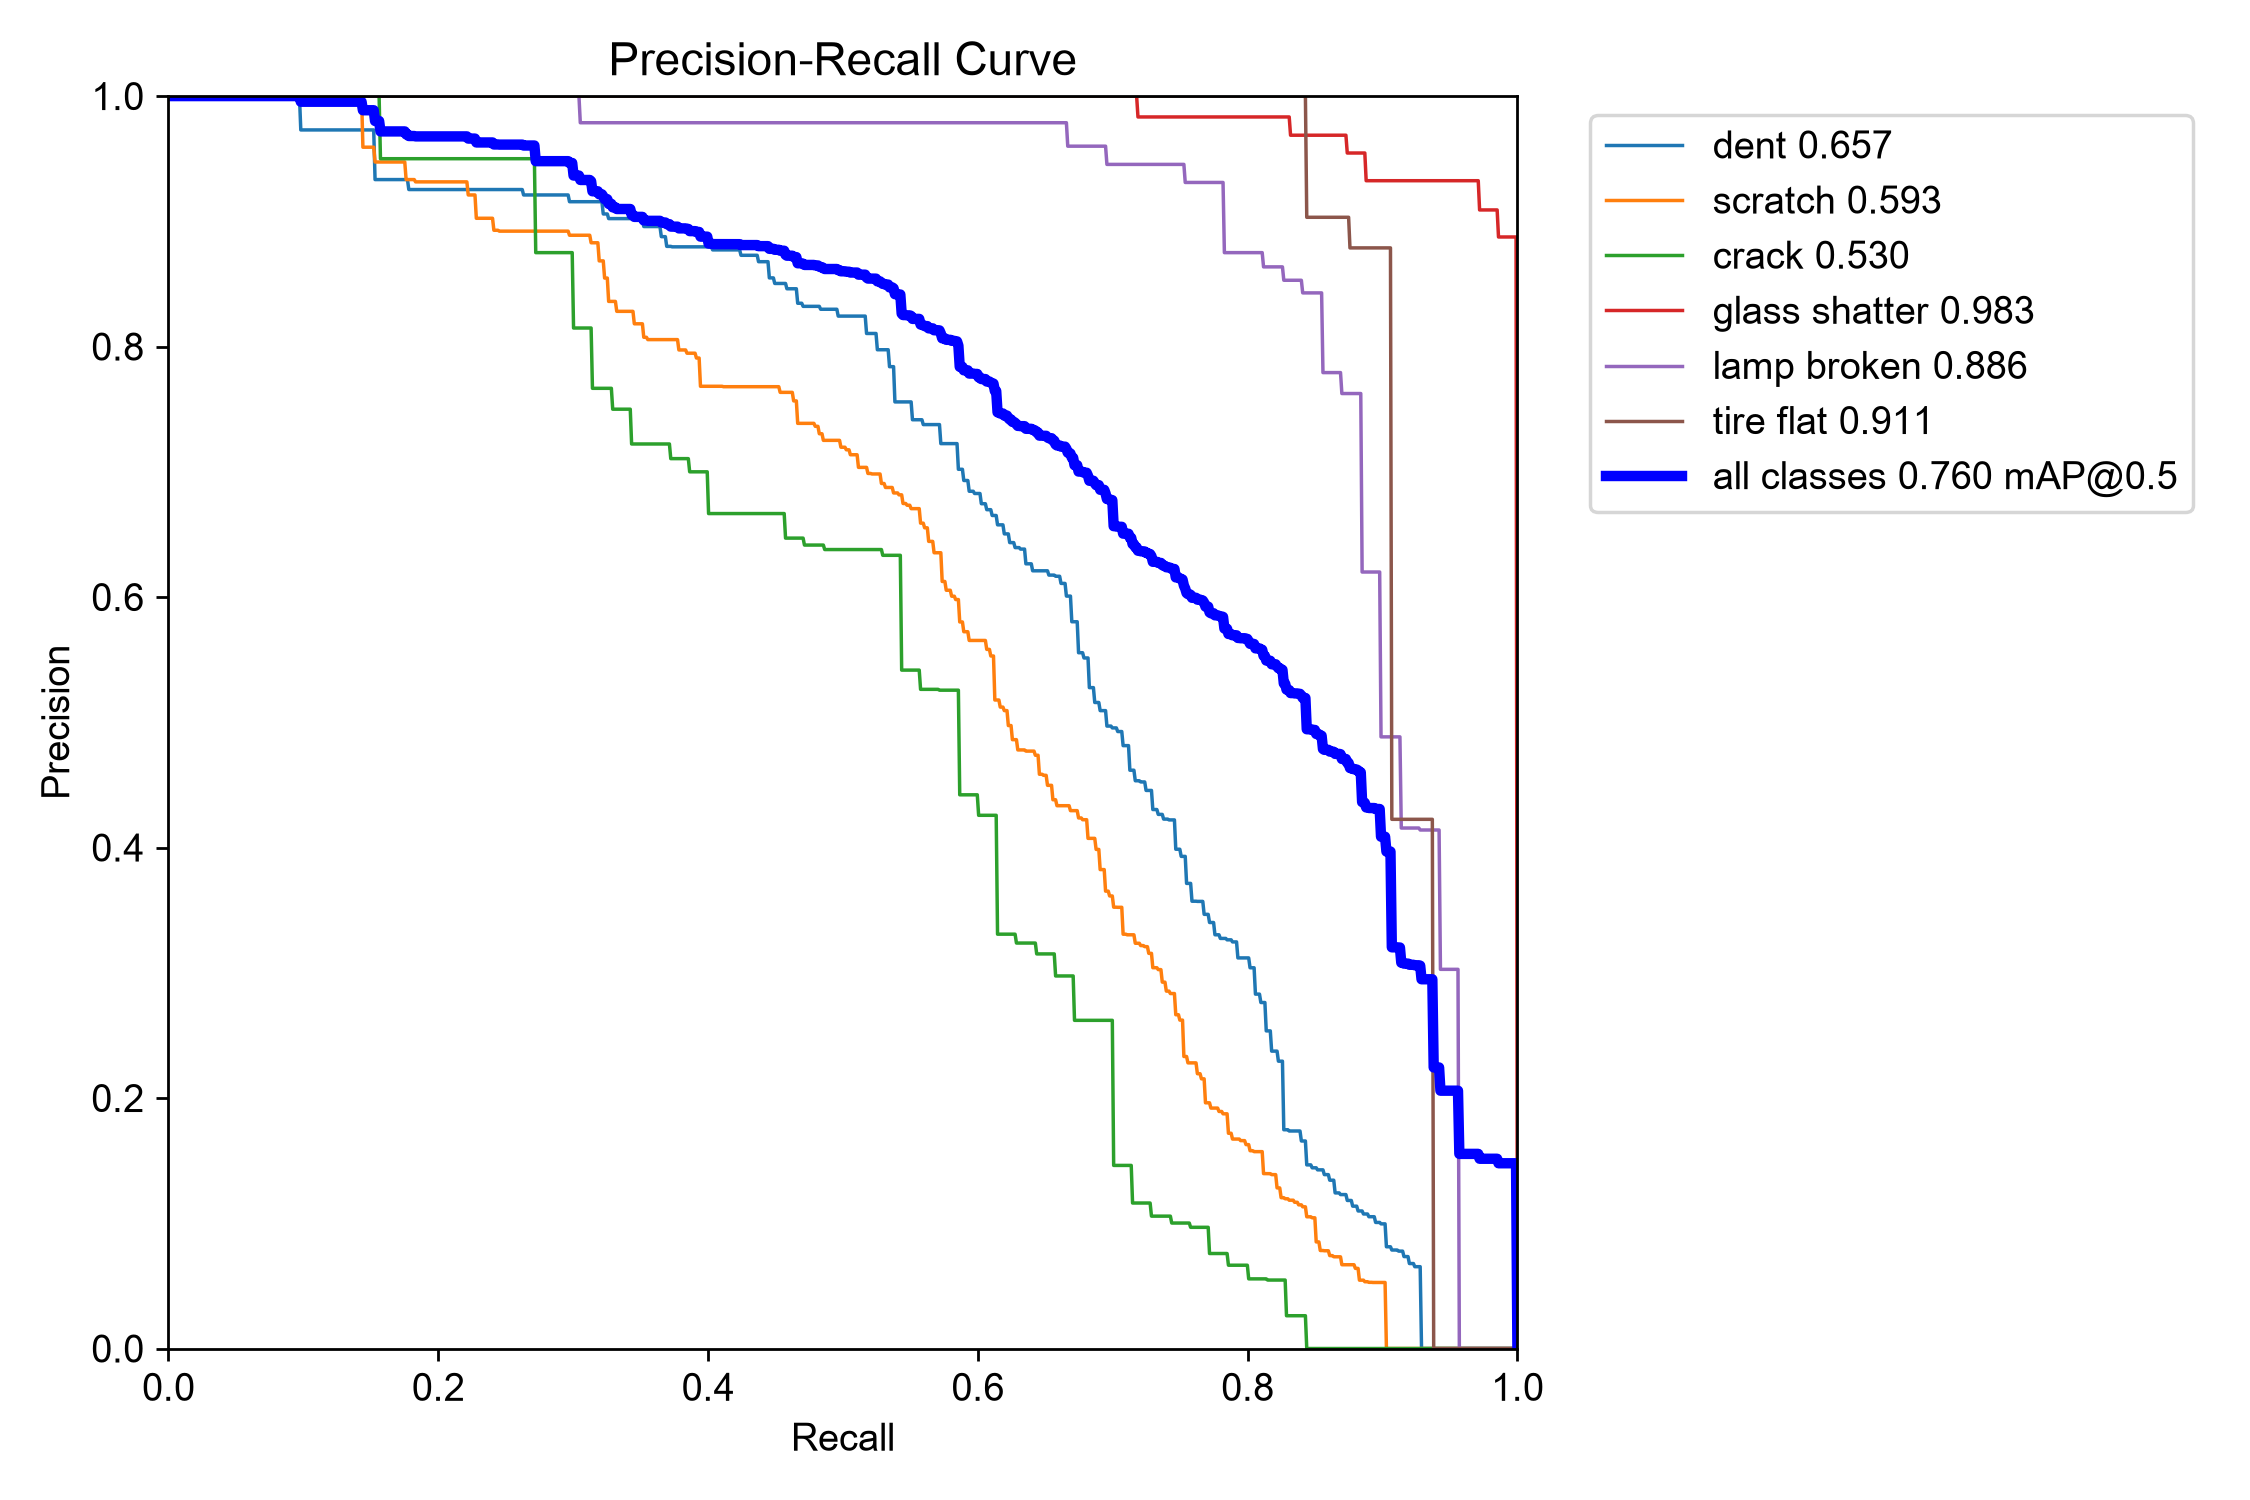 Precision-Recall Curve
1.0
0.8
0.6
0.4
0.2
0.0
Precision
0.0 0.2 0.4 0.6 0.8 1.0
Recall
dent 0.657
scratch 0.593
crack 0.530
glass shatter 0.983
lamp broken 0.886
tire flat 0.911
all classes 0.760 mAP@0.5